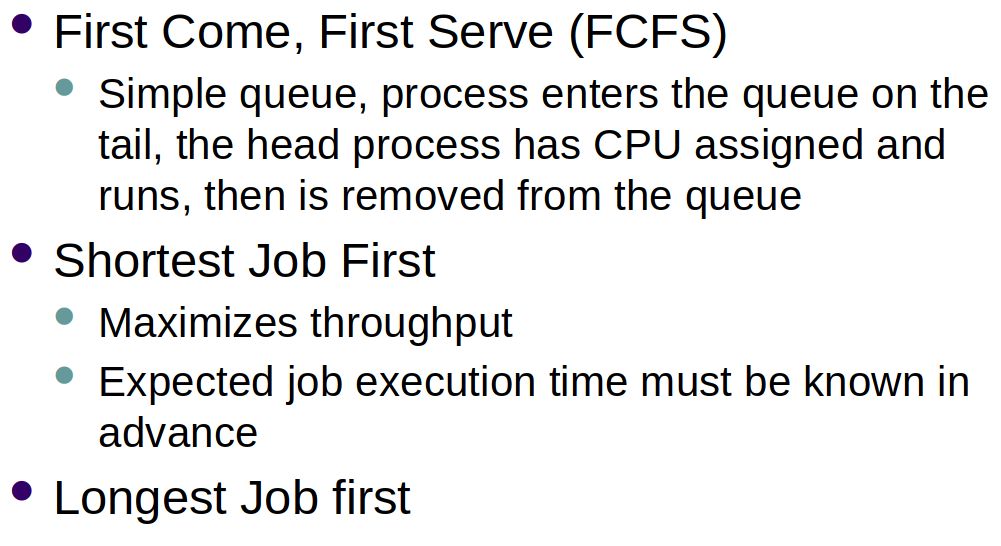 First Come, First Serve (FCFS)
Simple queue, process enters the queue on the
tail, the head process has CPU assigned and
runs, then is removed from the queue
Shortest Job First
Maximizes throughput
Expected job execution time must be known in
advance
Longest Job first